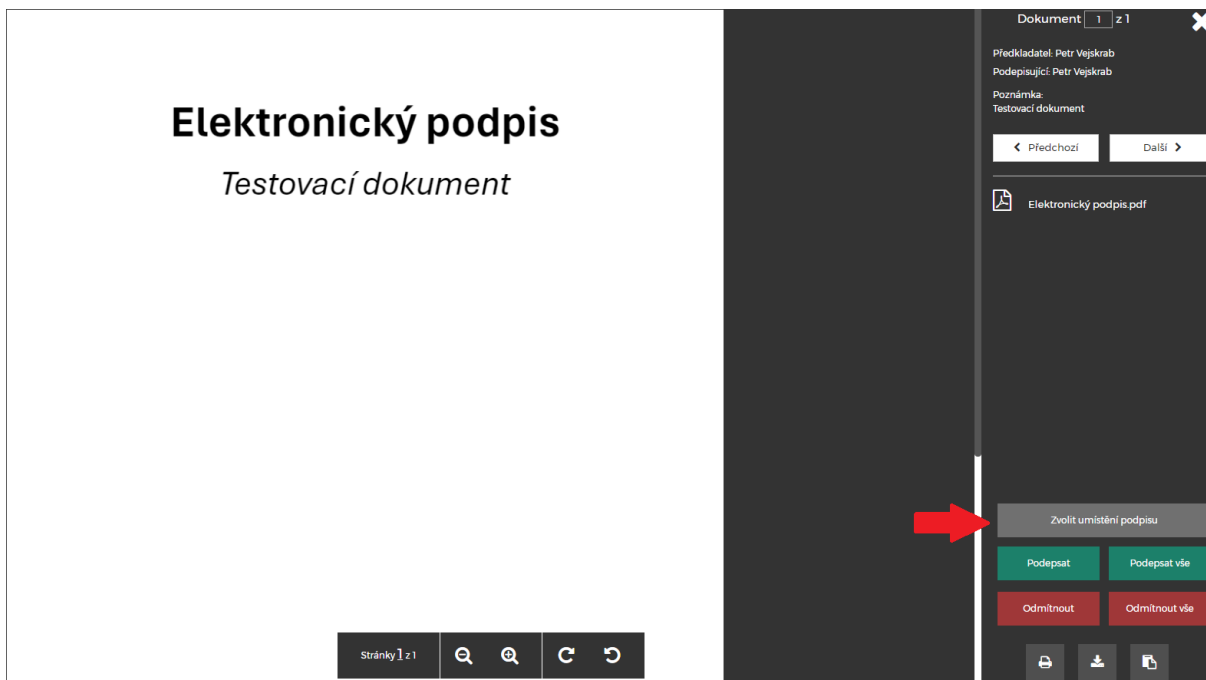 Elektronický podpis
Testovací dokument
Stránky 1 z 1
Dokument 1 z 1
Předkladatel: Petr Vejskrab
Podepisující: Petr Vejskrab
Poznámka:
Testovací dokument
Předchozí
Další
Elektronický podpis.pdf
Zvolit umístění podpisu
Podepsat
Podepsat vše
Odmítnout
Odmítnout vše